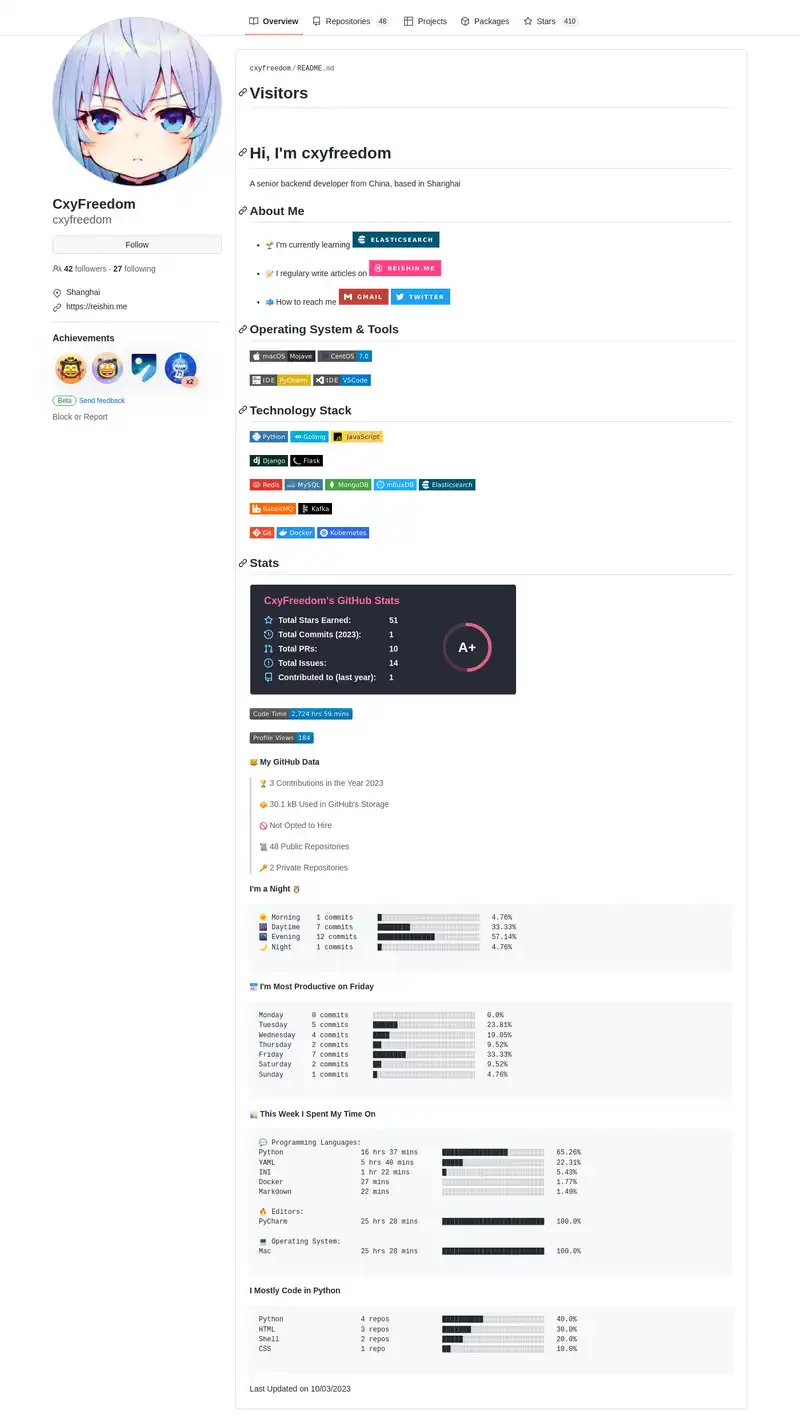 Overview Repositories 48 Projects Packages Stars 410
CxyFreedom
cxyfreedom
Follow
42 followers · 27 following
Shanghai
https://reishin.me
Achievements
x2
Beta Send feedback
Block or Report
cxyfreedom/README.md
Visitors
Hi, I'm cxyfreedom
A senior backend developer from China, based in Shanghai
About Me
I'm currently learning ELASTICSEARCH
I regulary write articles on REISHIN.ME
How to reach me GMAIL TWITTER
Operating System & Tools
macOS Mojave CentOS 7.0
IDE PyCharm IDE VSCode
Technology Stack
Python Golang JavaScript
Django Flask
Redis MySQL MongoDB InfluxDB Elasticsearch
RabbitMQ Kafka
Git Docker Kubernetes
Stats
CxyFreedom's GitHub Stats
Total Stars Earned: 51
Total Commits (2023): 1
Total PRs: 10
Total Issues: 14
Contributed to (last year): 1
A+
Code Time 2,724 hrs 59 mins
Profile Views 184
My GitHub Data
3 Contributions in the Year 2023
30.1 kB Used in GitHub's Storage
Not Opted to Hire
48 Public Repositories
2 Private Repositories
I'm a Night
Morning 1 commits 4.76%
Daytime 7 commits 33.33%
Evening 12 commits 57.14%
Night 1 commits 4.76%
I'm Most Productive on Friday
Monday 0 commits 0.0%
Tuesday 5 commits 23.81%
Wednesday 4 commits 19.05%
Thursday 2 commits 9.52%
Friday 7 commits 33.33%
Saturday 2 commits 9.52%
Sunday 1 commits 4.76%
This Week I Spent My Time On
Programming Languages:
Python 16 hrs 37 mins 65.26%
YAML 5 hrs 40 mins 22.31%
INI 1 hr 22 mins 5.43%
Docker 27 mins 1.77%
Markdown 22 mins 1.49%
Editors:
PyCharm 25 hrs 28 mins 100.0%
Operating System:
Mac 25 hrs 28 mins 100.0%
I Mostly Code in Python
Python 4 repos 40.0%
HTML 3 repos 30.0%
Shell 2 repos 20.0%
CSS 1 repo 10.0%
Last Updated on 10/03/2023